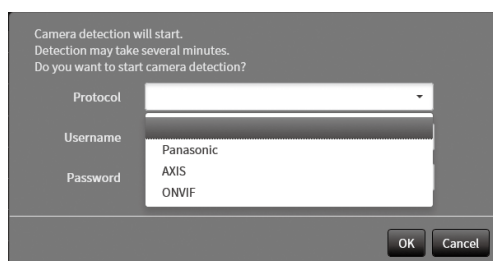 Camera detection will start.
Detection may take several minutes.
Do you want to start camera detection?
Protocol
Username
Panasonic
AXIS
Password
ONVIF
OK Cancel